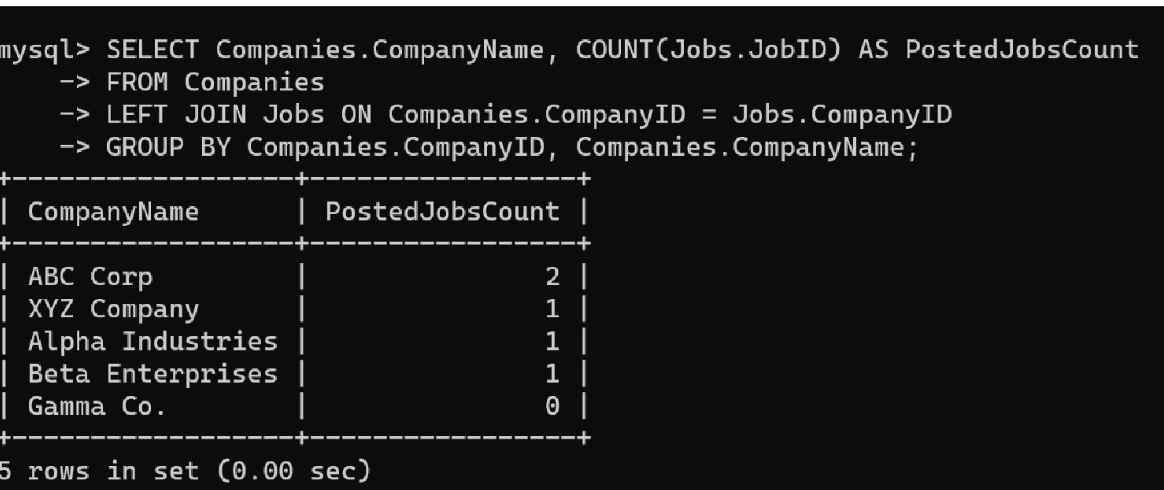 mysql> SELECT Companies.CompanyName, COUNT(Jobs.JobID) AS PostedJobsCount
    -> FROM Companies
    -> LEFT JOIN Jobs ON Companies.CompanyID = Jobs.CompanyID
    -> GROUP BY Companies.CompanyID, Companies.CompanyName;
+------------------+-----------------+
| CompanyName      | PostedJobsCount |
+------------------+-----------------+
| ABC Corp         |               2 |
| XYZ Company      |               1 |
| Alpha Industries |               1 |
| Beta Enterprises |               1 |
| Gamma Co.        |               0 |
+------------------+-----------------+
5 rows in set (0.00 sec)